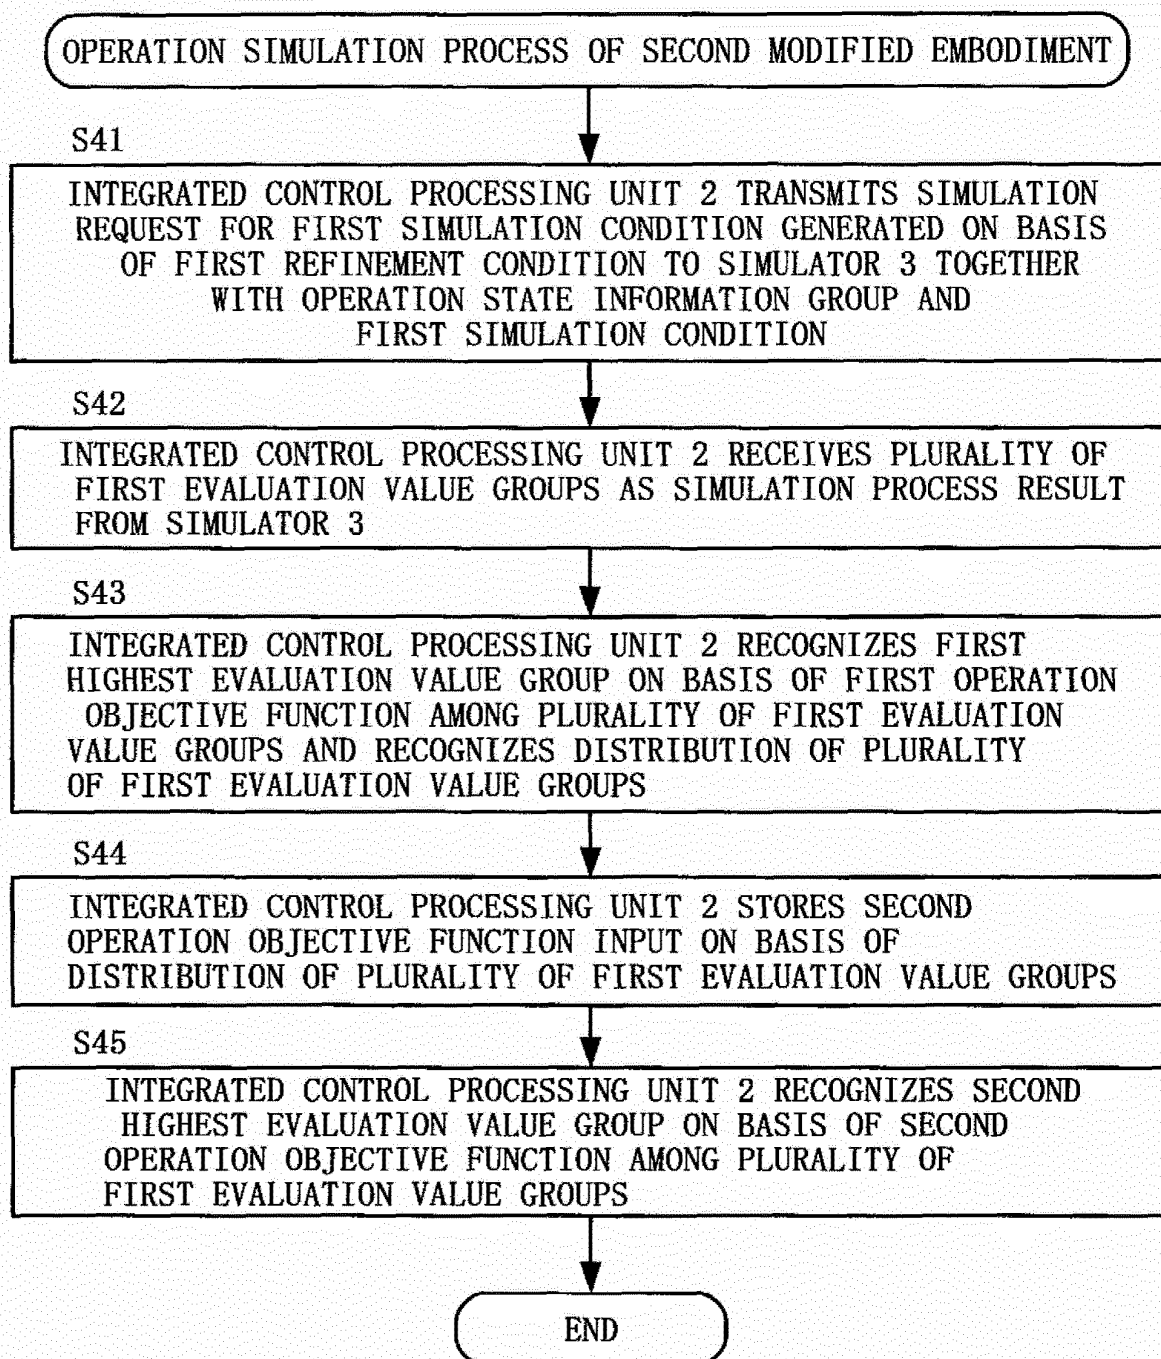 OPERATION SIMULATION PROCESS OF SECOND MODIFIED EMBODIMENT
S41
INTEGRATED CONTROL PROCESSING UNIT 2 TRANSMITS SIMULATION
REQUEST FOR FIRST SIMULATION CONDITION GENERATED ON BASIS
OF FIRST REFINEMENT CONDITION TO SIMULATOR 3 TOGETHER
WITH OPERATION STATE INFORMATION GROUP AND
FIRST SIMULATION CONDITION
S42
INTEGRATED CONTROL PROCESSING UNIT 2 RECEIVES PLURALITY OF
FIRST EVALUATION VALUE GROUPS AS SIMULATION PROCESS RESULT
FROM SIMULATOR 3
S43
INTEGRATED CONTROL PROCESSING UNIT 2 RECOGNIZES FIRST
HIGHEST EVALUATION VALUE GROUP ON BASIS OF FIRST OPERATION
OBJECTIVE FUNCTION AMONG PLURALITY OF FIRST EVALUATION
VALUE GROUPS AND RECOGNIZES DISTRIBUTION OF PLURALITY
OF FIRST EVALUATION VALUE GROUPS
S44
INTEGRATED CONTROL PROCESSING UNIT 2 STORES SECOND
OPERATION OBJECTIVE FUNCTION INPUT ON BASIS OF
DISTRIBUTION OF PLURALITY OF FIRST EVALUATION VALUE GROUPS
S45
INTEGRATED CONTROL PROCESSING UNIT 2 RECOGNIZES SECOND
HIGHEST EVALUATION VALUE GROUP ON BASIS OF SECOND
OPERATION OBJECTIVE FUNCTION AMONG PLURALITY OF
FIRST EVALUATION VALUE GROUPS
END